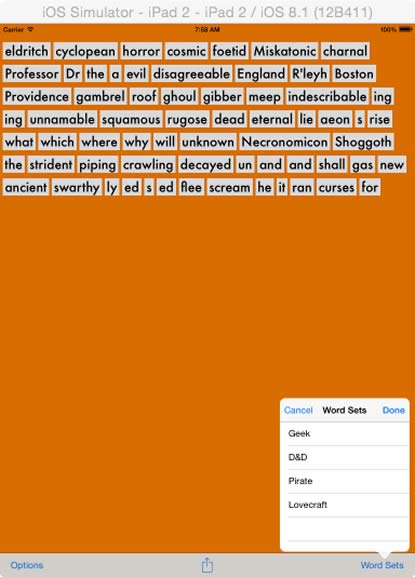 iOS Simulator - iPad 2 - iPad 2 / iOS 8.1 (12B411)
Carrier 7:58 AM 100%
eldritch cyclopean horror cosmic foetid Miskatonic charnal
Professor Dr the a evil disagreeable England R'lyeh Boston
Providence gambrel roof ghoul gibber meep indescribable ing
ing unnamable squamous rugose dead eternal lie aeon s rise
what which where why will unknown Necronomicon Shoggoth
the strident piping crawling decayed un and and shall gas new
ancient swarthy ly ed s ed flee scream he it ran curses for
Cancel Word Sets Done
Geek
D&D
Pirate
Lovecraft
Options Word Sets